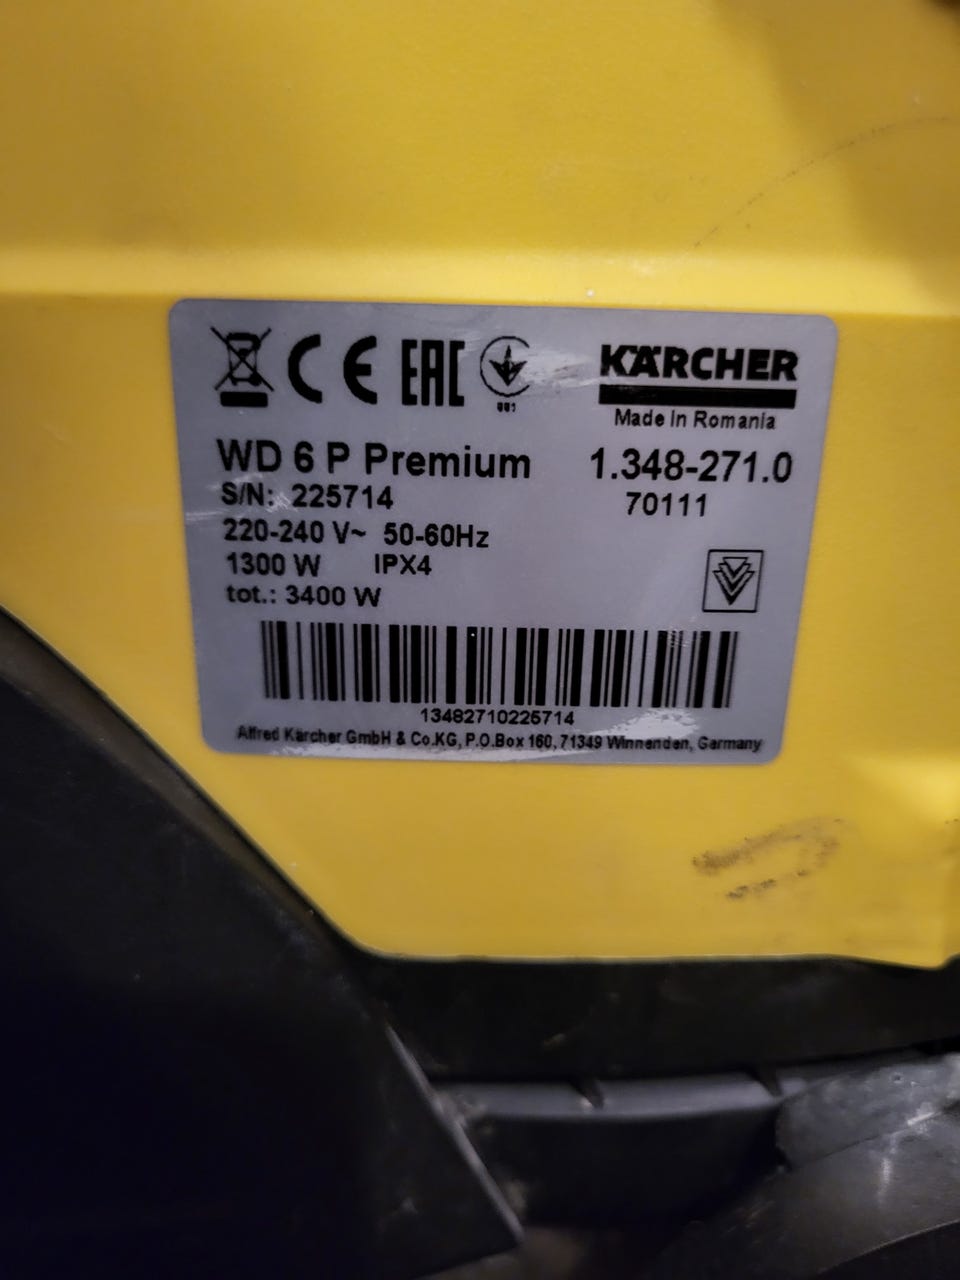 CE EAC
KÄRCHER
Made in Romania
WD 6 P Premium 1.348-271.0
S/N: 225714 70111
220-240 V~ 50-60Hz
1300 W IPX4
tot.: 3400 W
13482710225714
Alfred Kärcher GmbH & Co.KG, P.O.Box 160, 71349 Winnenden, Germany